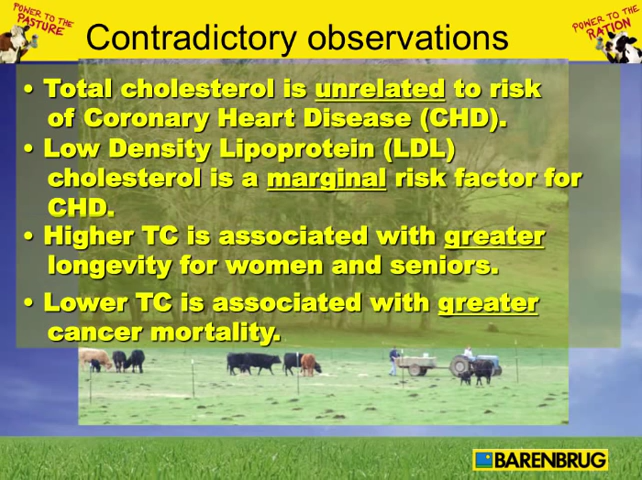 POWER TO THE
PASTURE
POWER TO THE
RATION
Contradictory observations
• Total cholesterol is unrelated to risk
of Coronary Heart Disease (CHD).
• Low Density Lipoprotein (LDL)
cholesterol is a marginal risk factor for
CHD.
• Higher TC is associated with greater
longevity for women and seniors.
• Lower TC is associated with greater
cancer mortality.
BARENBRUG